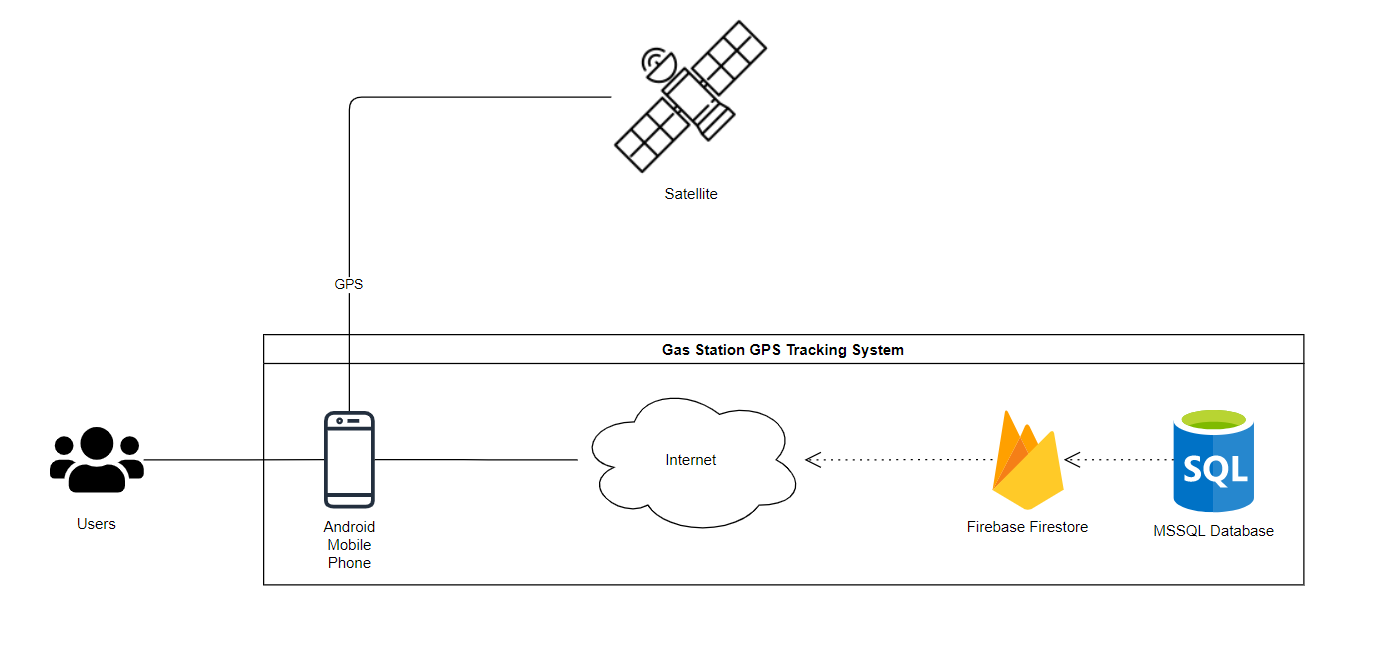 Satellite
GPS
Gas Station GPS Tracking System
Internet
SQL
Users
Android
Mobile
Phone
Firebase Firestore
MSSQL Database